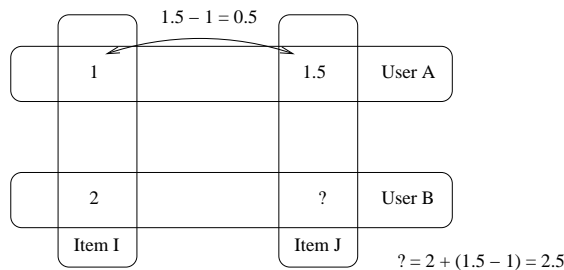 1.5 − 1 = 0.5
1 1.5 User A
2 ? User B
Item I Item J
? = 2 + (1.5 − 1) = 2.5